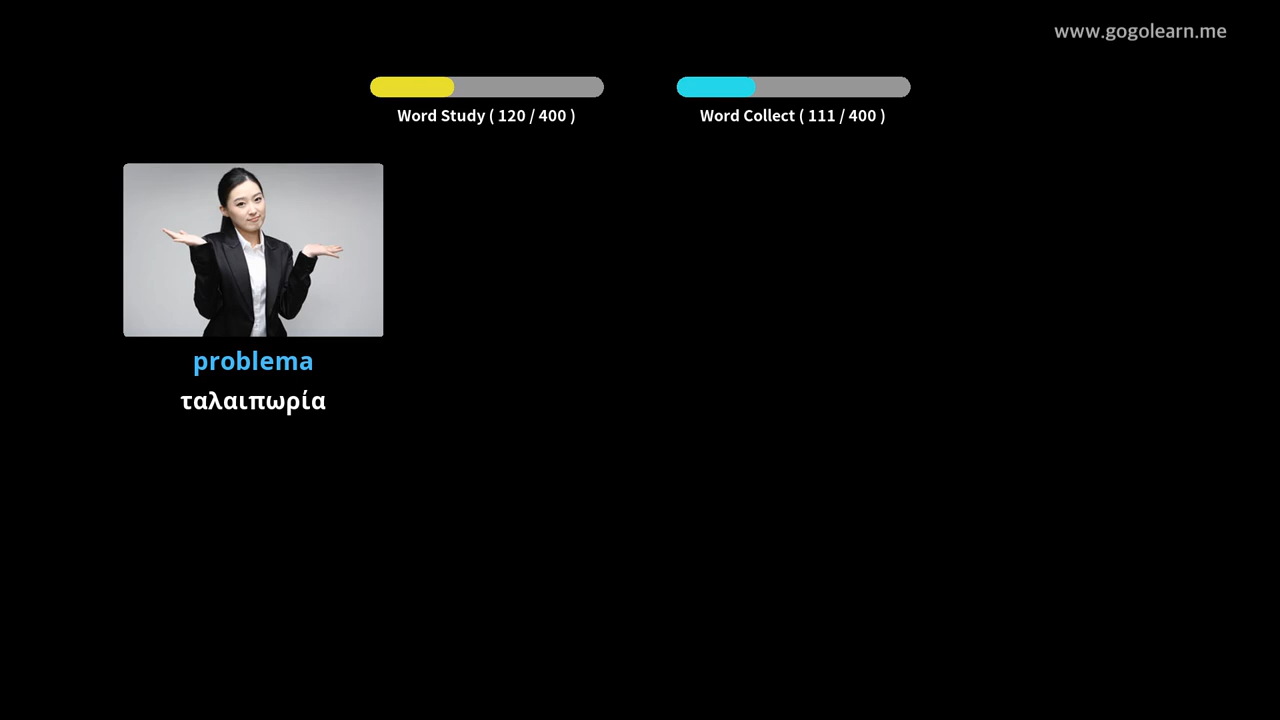 www.gogolearn.me
Word Study ( 120 / 400 )
Word Collect ( 111 / 400 )
problema
ταλαιπωρία